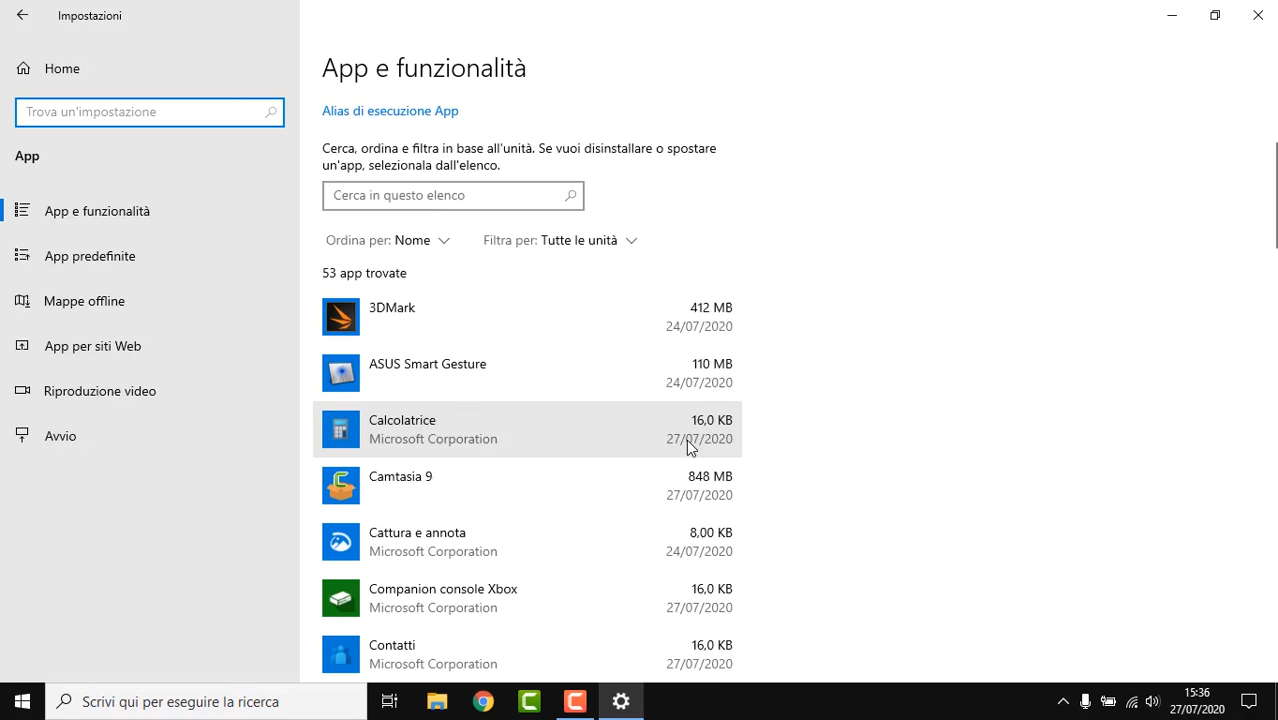 Impostazioni
Home
Trova un'impostazione
App
App e funzionalità
App predefinite
Mappe offline
App per siti Web
Riproduzione video
Avvio
App e funzionalità
Alias di esecuzione App
Cerca, ordina e filtra in base all'unità. Se vuoi disinstallare o spostare
un'app, selezionala dall'elenco.
Cerca in questo elenco
Ordina per: Nome
Filtra per: Tutte le unità
53 app trovate
3DMark
412 MB
24/07/2020
ASUS Smart Gesture
110 MB
24/07/2020
Calcolatrice
16,0 KB
Microsoft Corporation
27/07/2020
Camtasia 9
848 MB
27/07/2020
Cattura e annota
8,00 KB
Microsoft Corporation
24/07/2020
Companion console Xbox
16,0 KB
Microsoft Corporation
27/07/2020
Contatti
16,0 KB
Microsoft Corporation
27/07/2020
Scrivi qui per eseguire la ricerca
15:36
27/07/2020